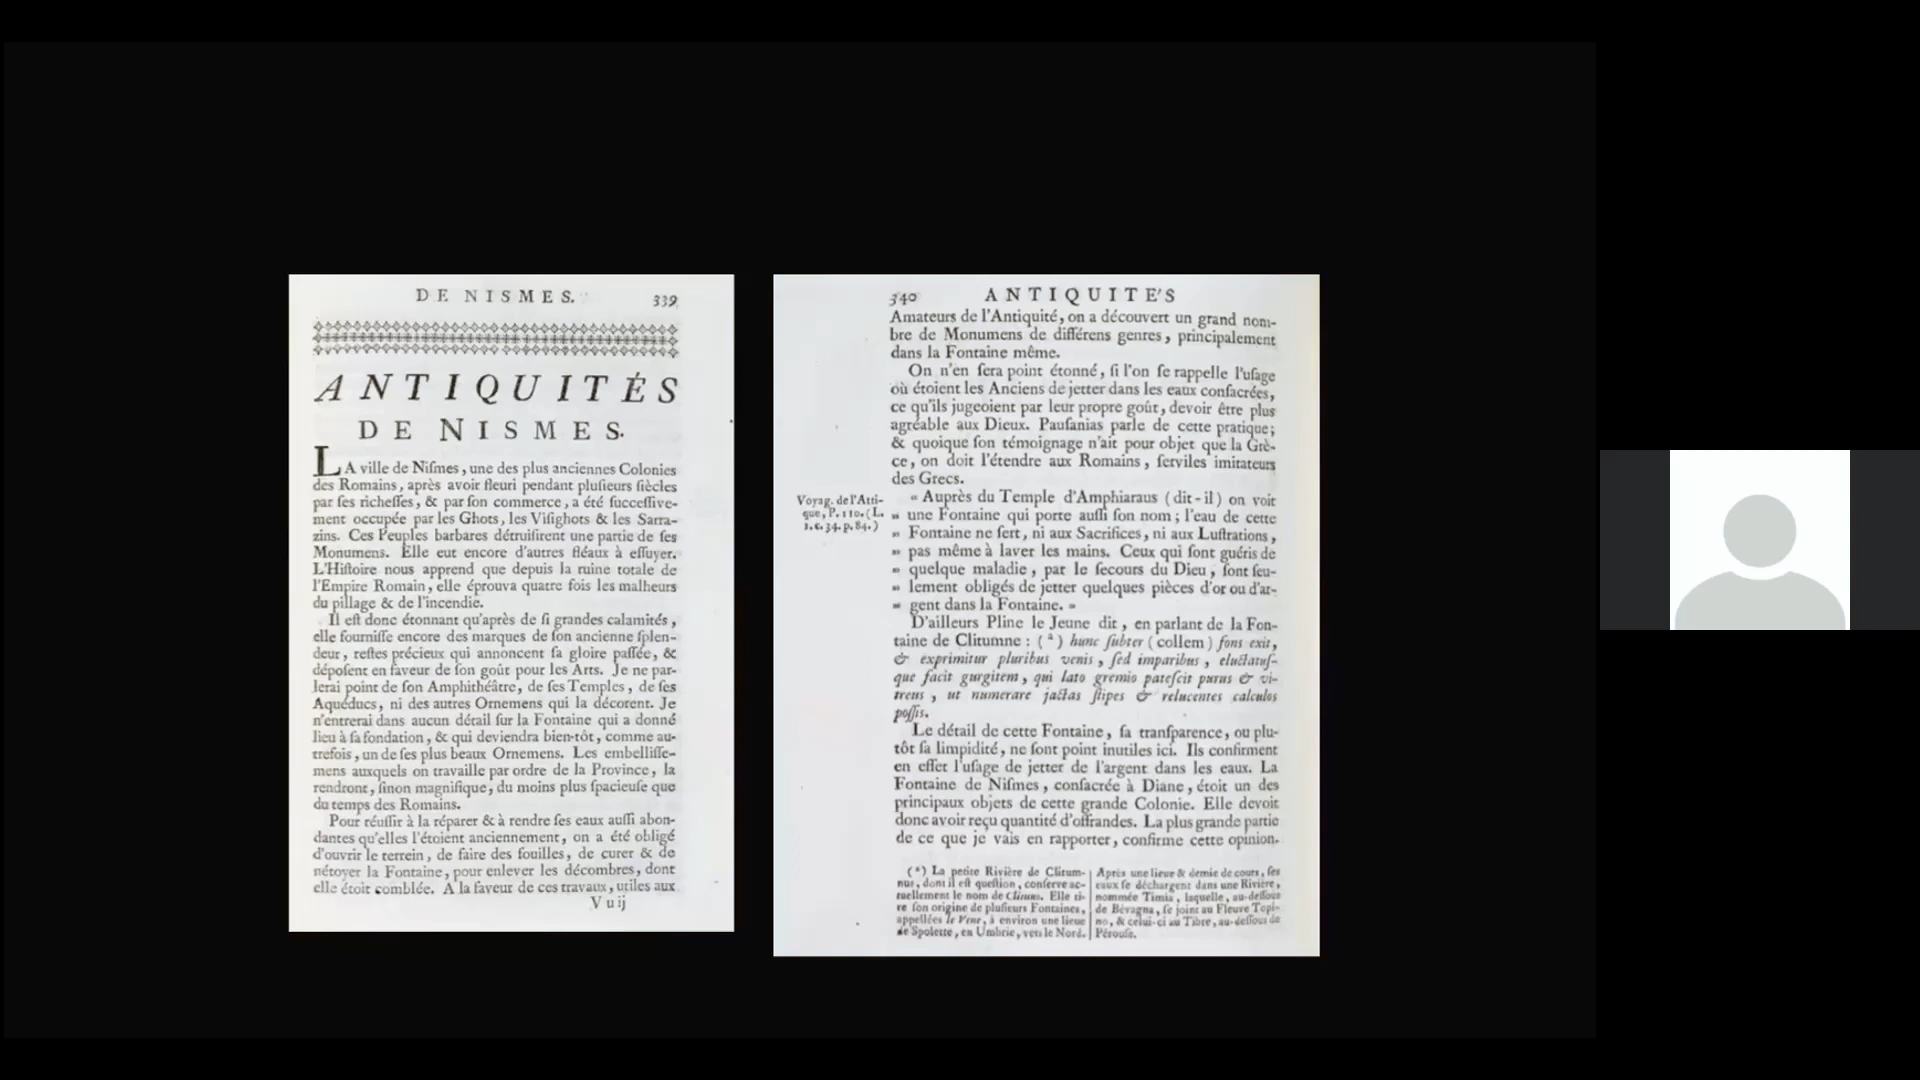 DE NISMES. 339
ANTIQUITÉS
DE NISMES.
LA ville de Niſmes, une des plus anciennes Colonies
des Romains, après avoir fleuri pendant pluſieurs ſiècles
par ſes richeſſes, & par ſon commerce, a été ſucceſſive-
ment occupée par les Ghots, les Viſighots & les Sarra-
zins. Ces Peuples barbares détruiſirent une partie de ſes
Monumens. Elle eut encore d'autres fléaux à eſſuyer.
L'Hiſtoire nous apprend que depuis la ruine totale de
l'Empire Romain, elle éprouva quatre fois les malheurs
du pillage & de l'incendie.
Il eſt donc étonnant qu'après de ſi grandes calamités,
elle fourniſſe encore des marques de ſon ancienne ſplen-
deur, reſtes précieux qui annoncent ſa gloire paſſée, &
dépoſent en faveur de ſon goût pour les Arts. Je ne par-
lerai point de ſon Amphithéâtre, de ſes Temples, de ſes
Aquéducs, ni des autres Ornemens qui la décorent. Je
n'entrerai dans aucun détail ſur la Fontaine qui a donné
lieu à ſa fondation, & qui deviendra bien-tôt, comme au-
trefois, un de ſes plus beaux Ornemens. Les embelliſſe-
mens auxquels on travaille par ordre de la Province, la
rendront, ſinon magnifique, du moins plus ſpacieuſe que
du temps des Romains.
Pour réuſſir à la réparer & à rendre ſes eaux auſſi abon-
dantes qu'elles l'étoient anciennement, on a été obligé
d'ouvrir le terrein, de faire des fouilles, de curer & de
nétoyer la Fontaine, pour enlever les décombres, dont
elle étoit comblée. A la faveur de ces travaux, utiles aux
V u ij
340 ANTIQUITE'S
Amateurs de l'Antiquité, on a découvert un grand nom-
bre de Monumens de différens genres, principalement
dans la Fontaine même.
On n'en ſera point étonné, ſi l'on ſe rappelle l'uſage
où étoient les Anciens de jetter dans les eaux conſacrées,
ce qu'ils jugeoient par leur propre goût, devoir être plus
agréable aux Dieux. Pauſanias parle de cette pratique;
& quoique ſon témoignage n'ait pour objet que la Grè-
ce, on doit l'étendre aux Romains, ſerviles imitateurs
des Grecs.
Voyag. de l'Atti-
que, P. 110. (L.
1. c. 34. p. 84.)
« Auprès du Temple d'Amphiaraus (dit-il) on voit
» une Fontaine qui porte auſſi ſon nom; l'eau de cette
» Fontaine ne ſert, ni aux Sacrifices, ni aux Luſtrations,
» pas même à laver les mains. Ceux qui ſont guéris de
» quelque maladie, par le ſecours du Dieu, ſont ſeu-
» lement obligés de jetter quelques pièces d'or ou d'ar-
» gent dans la Fontaine. »
D'ailleurs Pline le Jeune dit, en parlant de la Fon-
taine de Clitumne : (ª) hunc ſubter (collem) fons exit,
& exprimitur pluribus venis, ſed imparibus, eluctatuſ-
que facit gurgitem, qui lato gremio pateſcit purus & vi-
treus, ut numerare jactas ſtipes & relucentes calculos
poſſis.
Le détail de cette Fontaine, ſa tranſparence, ou plu-
tôt ſa limpidité, ne ſont point inutiles ici. Ils confirment
en effet l'uſage de jetter de l'argent dans les eaux. La
Fontaine de Niſmes, conſacrée à Diane, étoit un des
principaux objets de cette grande Colonie. Elle devoit
donc avoir reçu quantité d'offrandes. La plus grande partie
de ce que je vais en rapporter, confirme cette opinion.
(ª) La petite Rivière de Clitum-
nus, dont il eſt queſtion, conſerve ac-
tuellement le nom de Clitumo. Elle ti-
re ſon origine de pluſieurs Fontaines,
appellées le Vene, à environ une lieue
de Spolette, en Umbrie, vers le Nord.
Après une lieue & demie de cours, ſes
eaux ſe déchargent dans une Rivière,
nommée Timia, laquelle, au-deſſous
de Bévagna, ſe joint au Fleuve Topi-
no, & celui-ci au Tibre, au-deſſous de
Pérouſe.